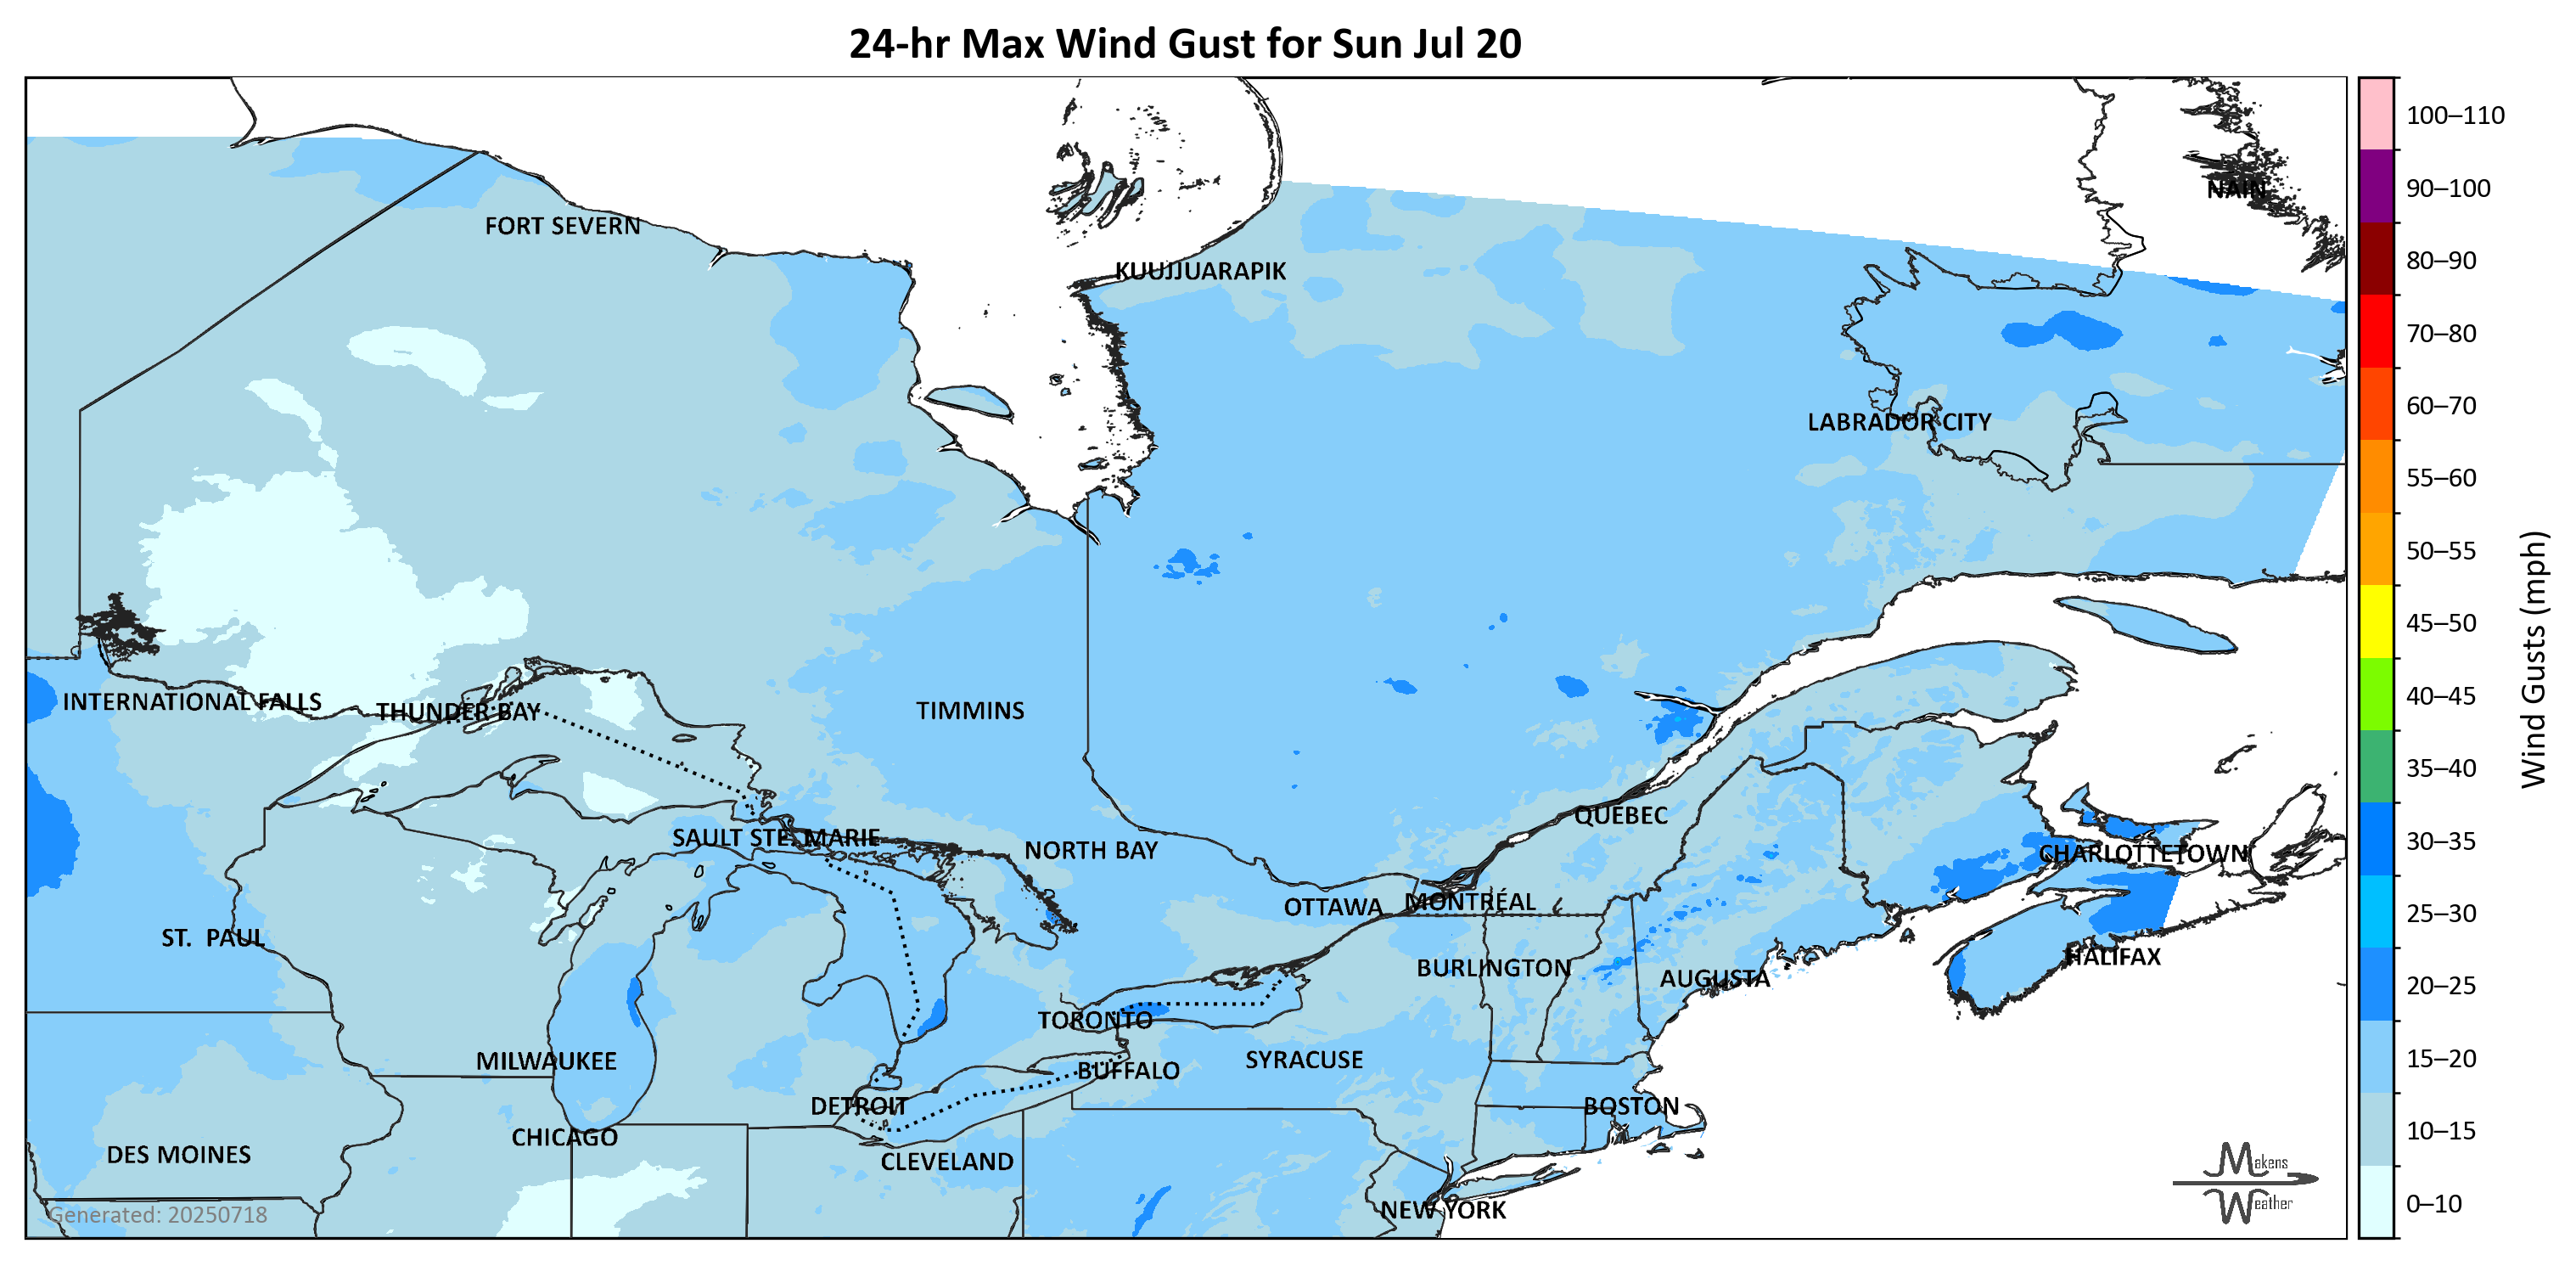 24-hr Max Wind Gust for Sun Jul 20
100–110
90–100
80–90
70–80
60–70
55–60
50–55
45–50
40–45
35–40
30–35
25–30
20–25
15–20
10–15
0–10
Wind Gusts (mph)
NAIN
FORT SEVERN
KUUJJUARAPIK
LABRADOR CITY
INTERNATIONAL FALLS
THUNDER BAY
TIMMINS
QUEBEC
SAULT STE. MARIE
NORTH BAY
CHARLOTTETOWN
OTTAWA
MONTRÉAL
ST. PAUL
HALIFAX
BURLINGTON
AUGUSTA
TORONTO
MILWAUKEE
BUFFALO
SYRACUSE
DETROIT
BOSTON
CHICAGO
DES MOINES
CLEVELAND
NEW YORK
Generated: 20250718
Makens
Weather